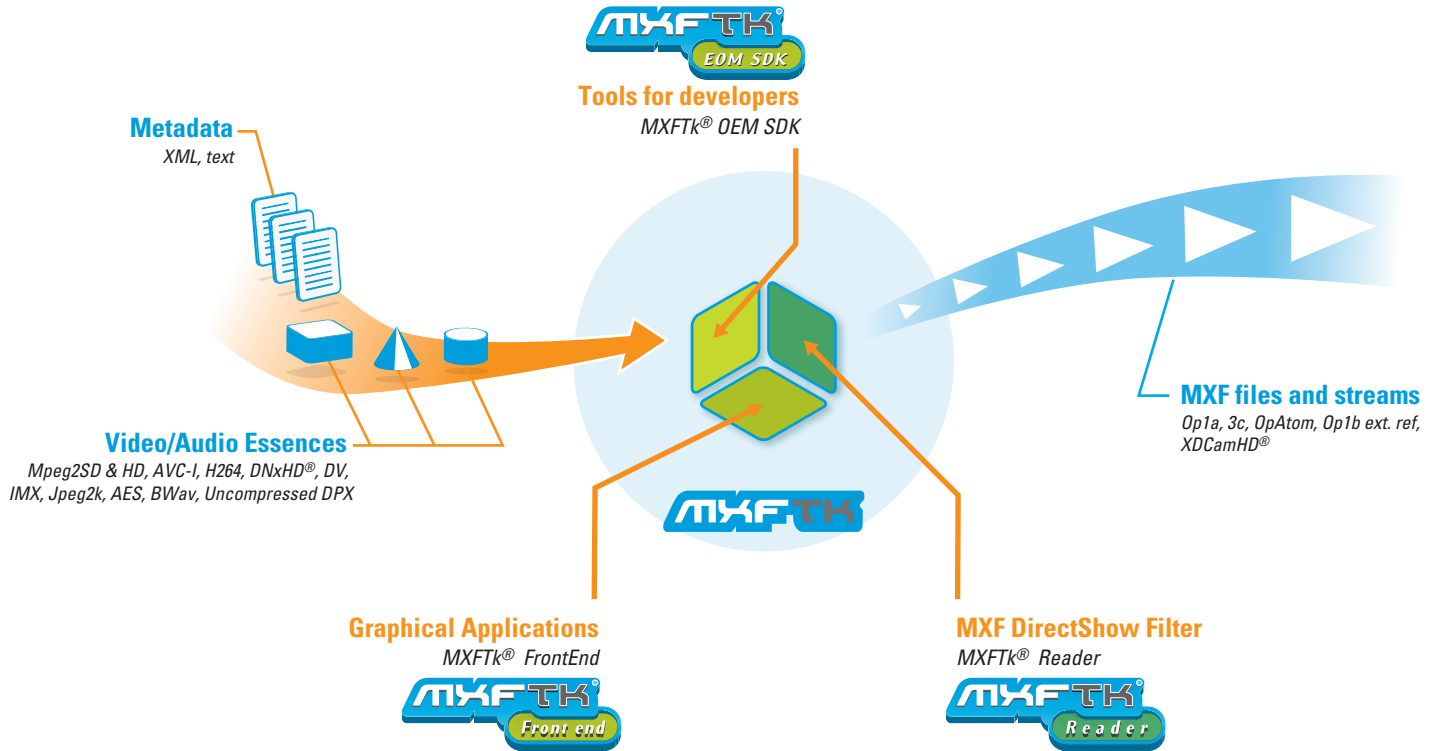 MXFTK®
EOM SDK
Tools for developers
MXFTk® OEM SDK
Metadata
XML, text
Video/Audio Essences
Mpeg2SD & HD, AVC-I, H264, DNxHD®, DV,
IMX, Jpeg2k, AES, BWav, Uncompressed DPX
MXF files and streams
Op1a, 3c, OpAtom, Op1b ext. ref,
XDCamHD®
MXFTK
Graphical Applications
MXFTk® FrontEnd
MXFTK®
Front end
MXF DirectShow Filter
MXFTk® Reader
MXFTK®
Reader